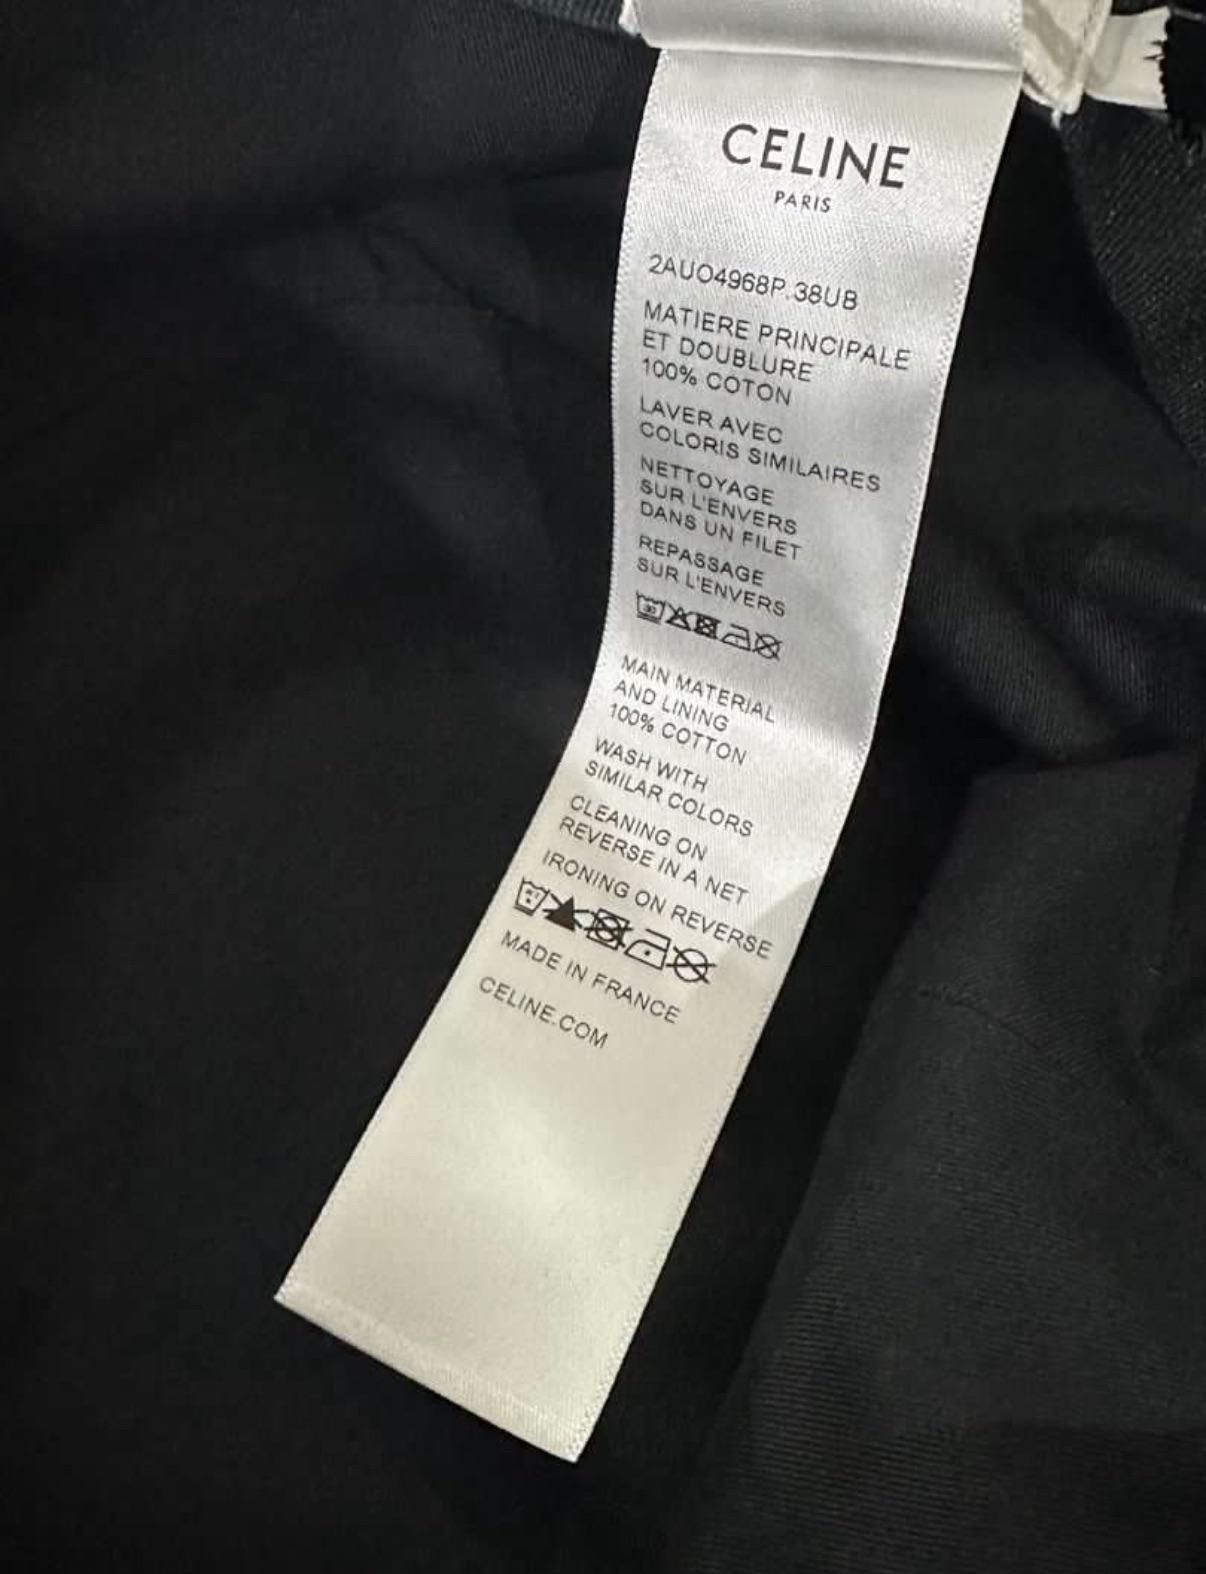 CELINE
PARIS
2AUO4968P.38UB
MATIERE PRINCIPALE
ET DOUBLURE
100% COTON
LAVER AVEC
COLORIS SIMILAIRES
NETTOYAGE
SUR L'ENVERS
DANS UN FILET
REPASSAGE
SUR L'ENVERS
30
MAIN MATERIAL
AND LINING
100% COTTON
WASH WITH
SIMILAR COLORS
CLEANING ON
REVERSE IN A NET
IRONING ON REVERSE
MADE IN FRANCE
CELINE.COM